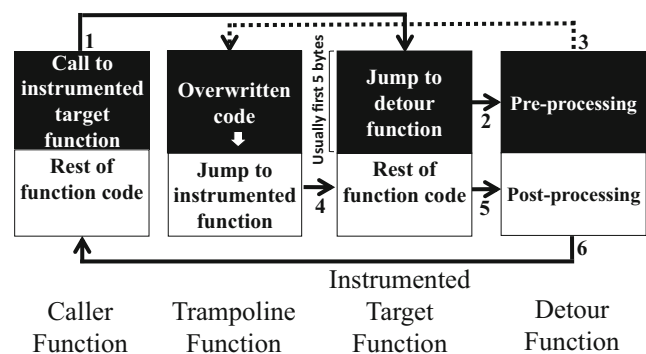 1
3
Call to
instrumented
target
function
Rest of
function code
Overwritten
code
Jump to
instrumented
function
4
Usually first 5 bytes
Jump to
detour
function
Rest of
function code
2
5
Pre-processing
Post-processing
6
Caller
Function
Trampoline
Function
Instrumented
Target
Function
Detour
Function